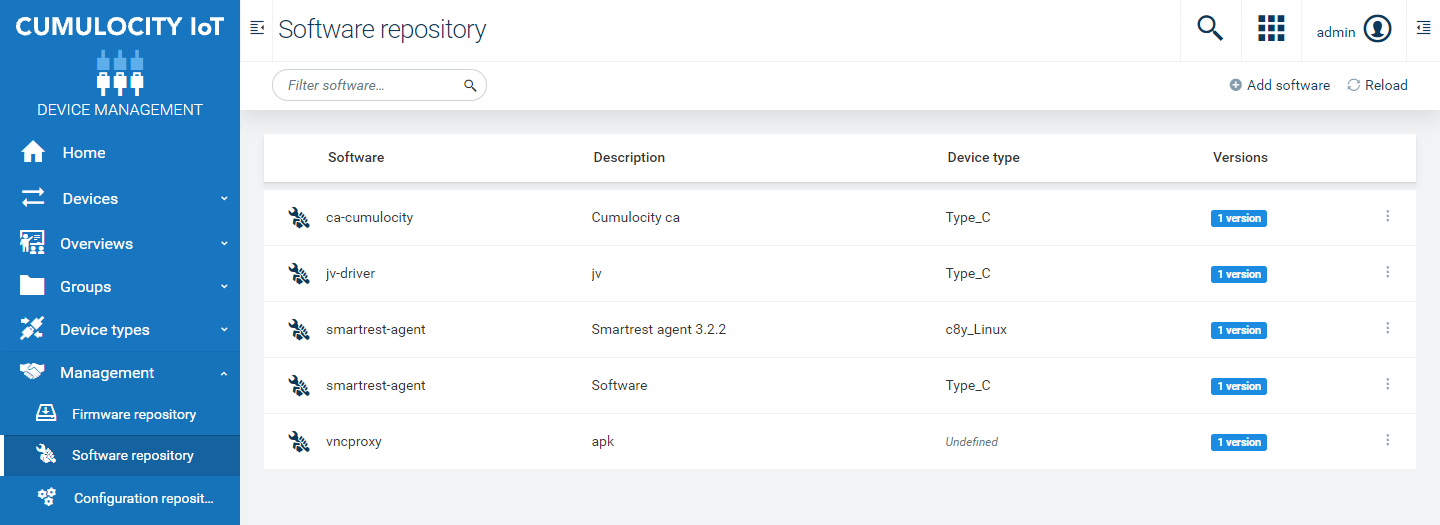 CUMULOCITY IoT
DEVICE MANAGEMENT
Home
Devices
Overviews
Groups
Device types
Management
Firmware repository
Software repository
Configuration reposit...
Software repository
admin
Filter software...
Add software Reload
Software Description Device type Versions
ca-cumulocity Cumulocity ca Type_C 1 version
jv-driver jv Type_C 1 version
smartrest-agent Smartrest agent 3.2.2 c8y_Linux 1 version
smartrest-agent Software Type_C 1 version
vncproxy apk Undefined 1 version